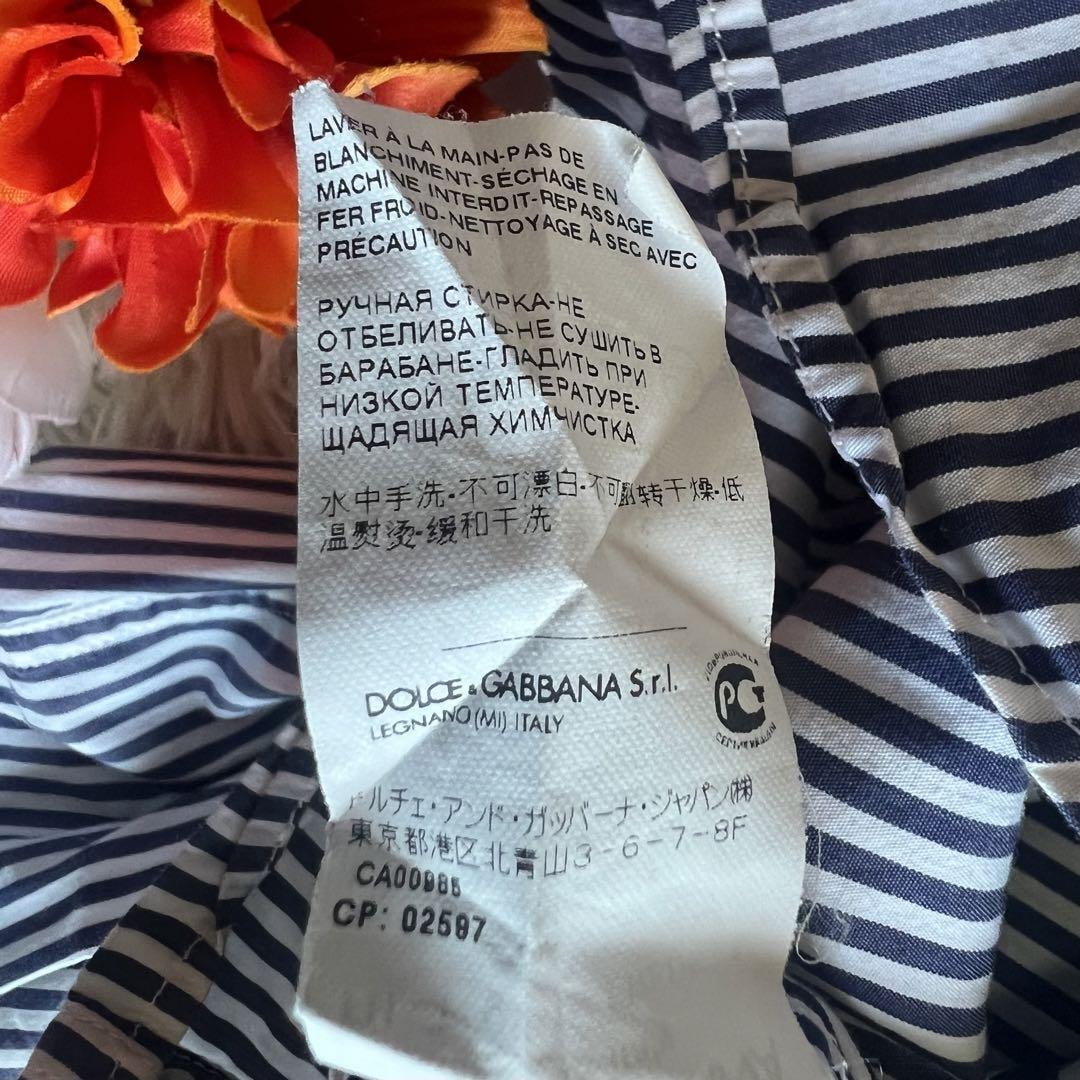 LAVER À LA MAIN-PAS DE
BLANCHIMENT-SÉCHAGE EN
MACHINE INTERDIT-REPASSAGE
FER FROID-NETTOYAGE À SEC AVEC
PRÉCAUTION
РУЧНАЯ СТИРКА-НЕ
ОТБЕЛИВАТЬ-НЕ СУШИТЬ В
БАРАБАНЕ-ГЛАДИТЬ ПРИ
НИЗКОЙ ТЕМПЕРАТУРЕ-
ЩАДЯЩАЯ ХИМЧИСТКА
水中手洗-不可漂白-不可翻转干燥-低
温熨烫-缓和干洗
DOLCE & GABBANA S.r.l.
LEGNANO (MI) ITALY
РСТ
ドルチェ・アンド・ガッバーナ・ジャパン(株)
東京都港区北青山3-6-7-8F
CA00985
CP: 02597